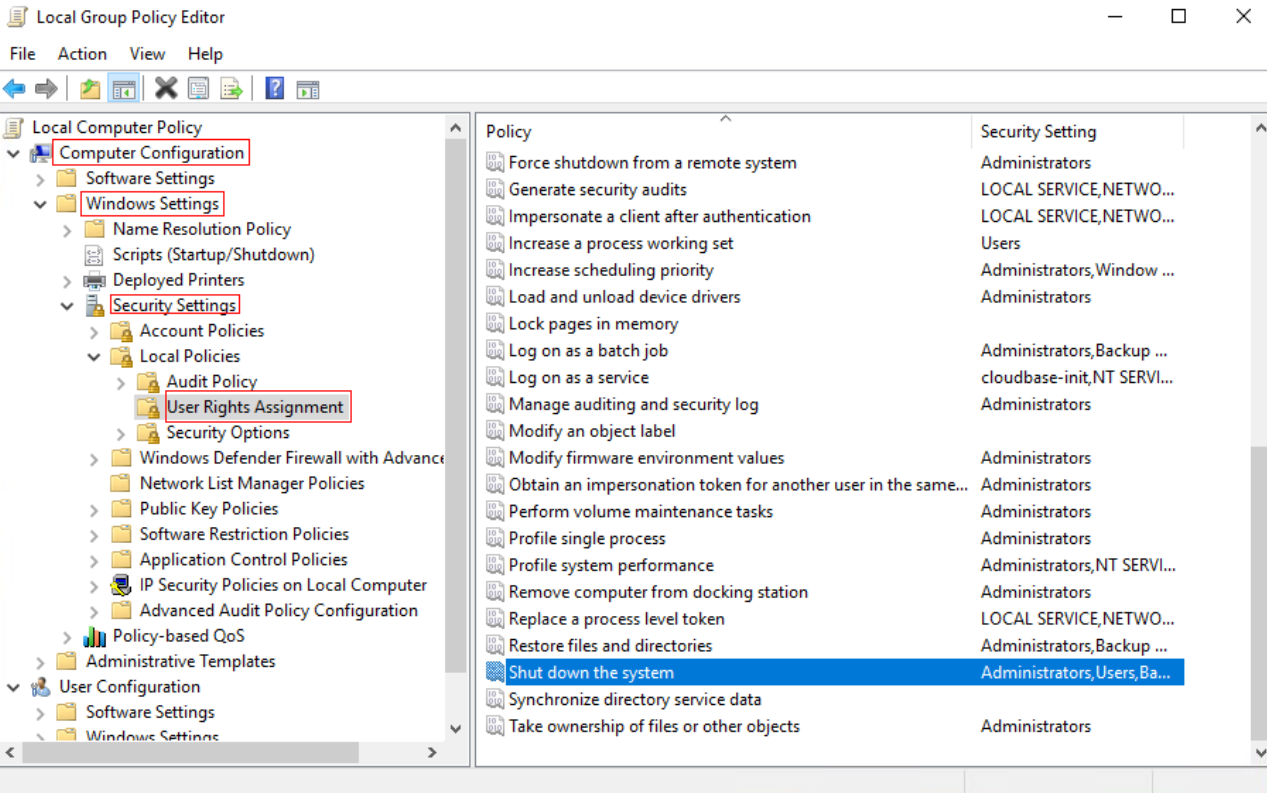 Local Group Policy Editor
File Action View Help
Local Computer Policy
Computer Configuration
Software Settings
Windows Settings
Name Resolution Policy
Scripts (Startup/Shutdown)
Deployed Printers
Security Settings
Account Policies
Local Policies
Audit Policy
User Rights Assignment
Security Options
Windows Defender Firewall with Advance
Network List Manager Policies
Public Key Policies
Software Restriction Policies
Application Control Policies
IP Security Policies on Local Computer
Advanced Audit Policy Configuration
Policy-based QoS
Administrative Templates
User Configuration
Software Settings
Windows Settings
Policy Security Setting
Force shutdown from a remote system Administrators
Generate security audits LOCAL SERVICE,NETWO...
Impersonate a client after authentication LOCAL SERVICE,NETWO...
Increase a process working set Users
Increase scheduling priority Administrators,Window ...
Load and unload device drivers Administrators
Lock pages in memory
Log on as a batch job Administrators,Backup ...
Log on as a service cloudbase-init,NT SERVI...
Manage auditing and security log Administrators
Modify an object label
Modify firmware environment values Administrators
Obtain an impersonation token for another user in the same... Administrators
Perform volume maintenance tasks Administrators
Profile single process Administrators
Profile system performance Administrators,NT SERVI...
Remove computer from docking station Administrators
Replace a process level token LOCAL SERVICE,NETWO...
Restore files and directories Administrators,Backup ...
Shut down the system Administrators,Users,Ba...
Synchronize directory service data
Take ownership of files or other objects Administrators